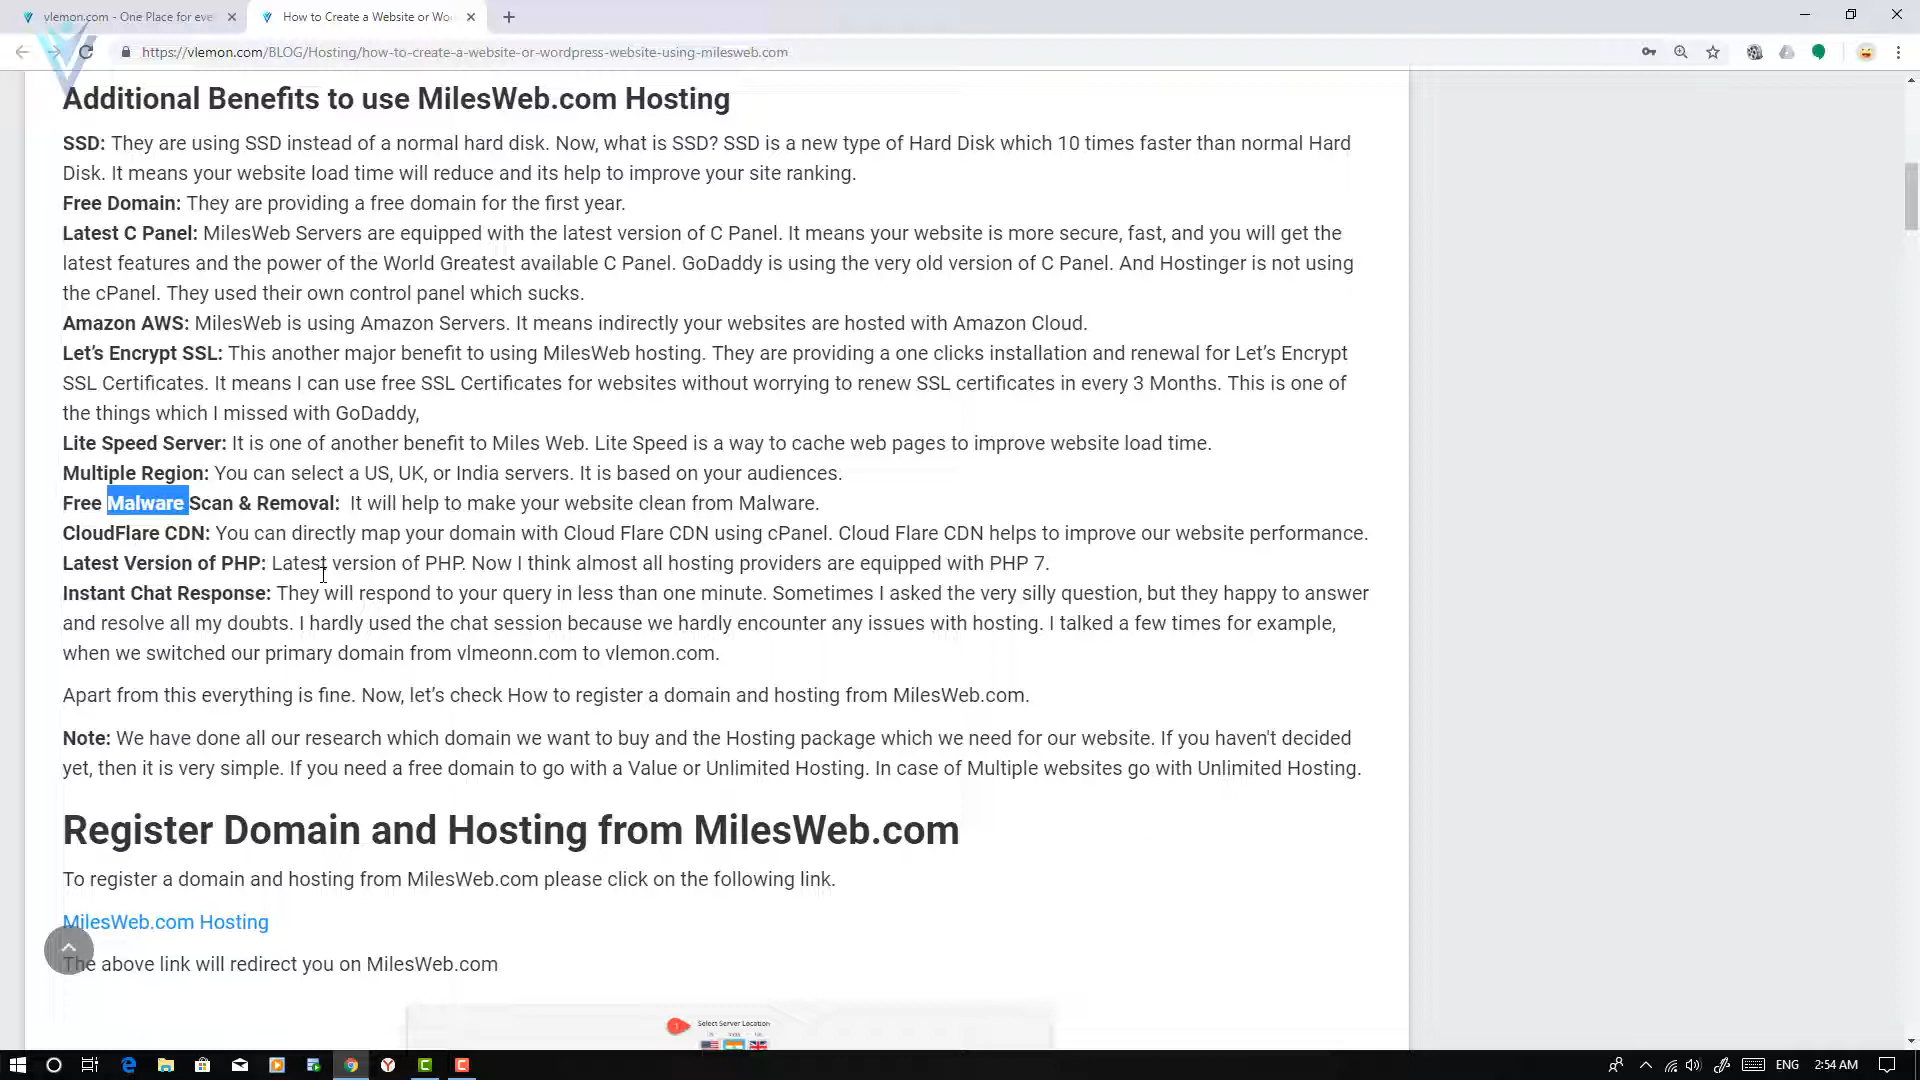 vlemon.com - One Place for eve
How to Create a Website or Wo
https://vlemon.com/BLOG/Hosting/how-to-create-a-website-or-wordpress-website-using-milesweb.com
Additional Benefits to use MilesWeb.com Hosting
SSD: They are using SSD instead of a normal hard disk. Now, what is SSD? SSD is a new type of Hard Disk which 10 times faster than normal Hard
Disk. It means your website load time will reduce and its help to improve your site ranking.
Free Domain: They are providing a free domain for the first year.
Latest C Panel: MilesWeb Servers are equipped with the latest version of C Panel. It means your website is more secure, fast, and you will get the
latest features and the power of the World Greatest available C Panel. GoDaddy is using the very old version of C Panel. And Hostinger is not using
the cPanel. They used their own control panel which sucks.
Amazon AWS: MilesWeb is using Amazon Servers. It means indirectly your websites are hosted with Amazon Cloud.
Let’s Encrypt SSL: This another major benefit to using MilesWeb hosting. They are providing a one clicks installation and renewal for Let’s Encrypt
SSL Certificates. It means I can use free SSL Certificates for websites without worrying to renew SSL certificates in every 3 Months. This is one of
the things which I missed with GoDaddy,
Lite Speed Server: It is one of another benefit to Miles Web. Lite Speed is a way to cache web pages to improve website load time.
Multiple Region: You can select a US, UK, or India servers. It is based on your audiences.
Free Malware Scan & Removal: It will help to make your website clean from Malware.
CloudFlare CDN: You can directly map your domain with Cloud Flare CDN using cPanel. Cloud Flare CDN helps to improve our website performance.
Latest Version of PHP: Latest version of PHP. Now I think almost all hosting providers are equipped with PHP 7.
Instant Chat Response: They will respond to your query in less than one minute. Sometimes I asked the very silly question, but they happy to answer
and resolve all my doubts. I hardly used the chat session because we hardly encounter any issues with hosting. I talked a few times for example,
when we switched our primary domain from vlmeonn.com to vlemon.com.
Apart from this everything is fine. Now, let’s check How to register a domain and hosting from MilesWeb.com.
Note: We have done all our research which domain we want to buy and the Hosting package which we need for our website. If you haven't decided
yet, then it is very simple. If you need a free domain to go with a Value or Unlimited Hosting. In case of Multiple websites go with Unlimited Hosting.
Register Domain and Hosting from MilesWeb.com
To register a domain and hosting from MilesWeb.com please click on the following link.
MilesWeb.com Hosting
The above link will redirect you on MilesWeb.com
Select Server Location
ENG
2:54 AM